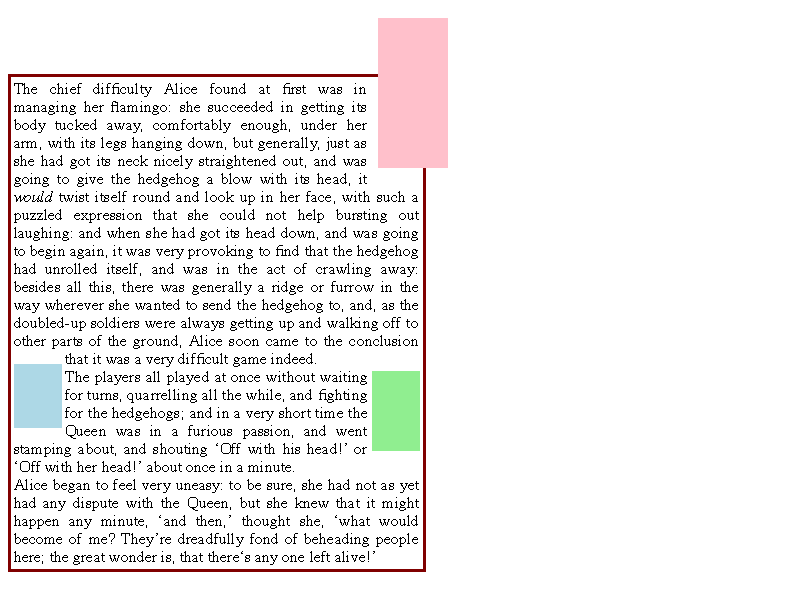 The chief difficulty Alice found at first was in
managing her flamingo: she succeeded in getting its
body tucked away, comfortably enough, under her
arm, with its legs hanging down, but generally, just as
she had got its neck nicely straightened out, and was
going to give the hedgehog a blow with its head, it
would twist itself round and look up in her face, with such a
puzzled expression that she could not help bursting out
laughing: and when she had got its head down, and was going
to begin again, it was very provoking to find that the hedgehog
had unrolled itself, and was in the act of crawling away:
besides all this, there was generally a ridge or furrow in the
way wherever she wanted to send the hedgehog to, and, as the
doubled-up soldiers were always getting up and walking off to
other parts of the ground, Alice soon came to the conclusion
that it was a very difficult game indeed.
The players all played at once without waiting
for turns, quarrelling all the while, and fighting
for the hedgehogs; and in a very short time the
Queen was in a furious passion, and went
stamping about, and shouting ‘Off with his head!’ or
‘Off with her head!’ about once in a minute.
Alice began to feel very uneasy: to be sure, she had not as yet
had any dispute with the Queen, but she knew that it might
happen any minute, ‘and then,’ thought she, ‘what would
become of me? They’re dreadfully fond of beheading people
here; the great wonder is, that there‘s any one left alive!’